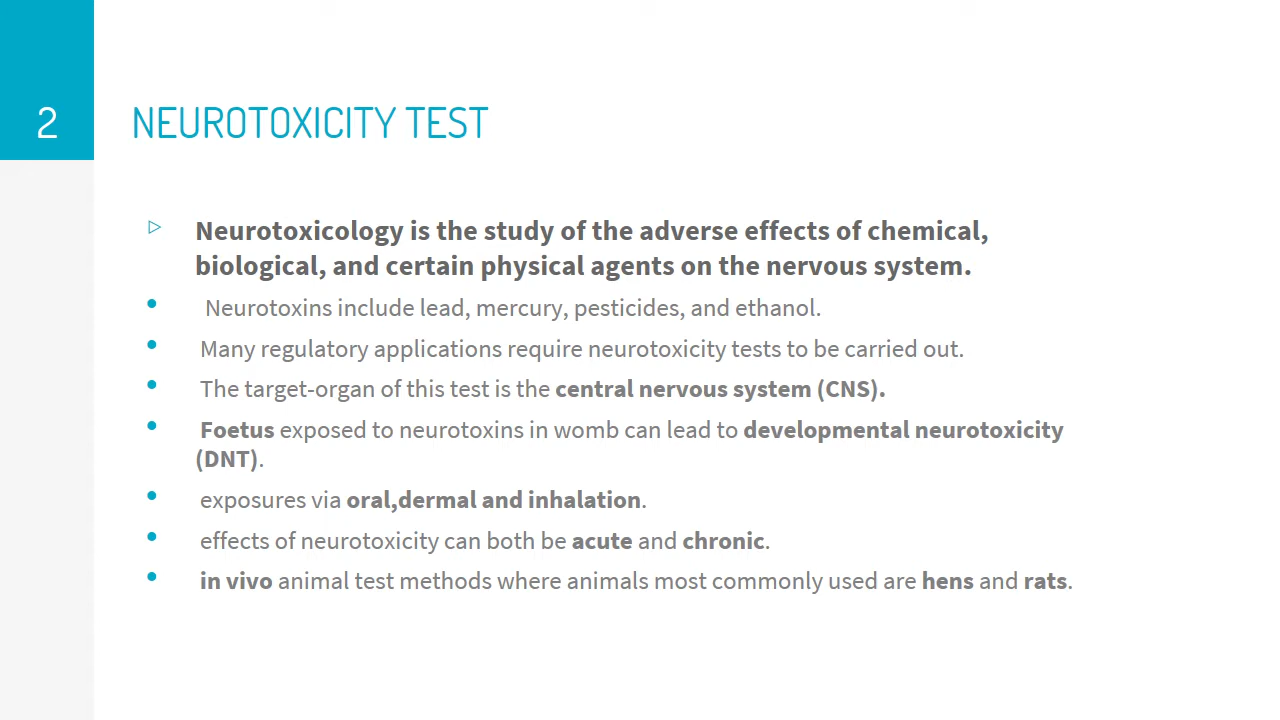 2
NEUROTOXICITY TEST
▷ Neurotoxicology is the study of the adverse effects of chemical,
biological, and certain physical agents on the nervous system.
• Neurotoxins include lead, mercury, pesticides, and ethanol.
• Many regulatory applications require neurotoxicity tests to be carried out.
• The target-organ of this test is the central nervous system (CNS).
• Foetus exposed to neurotoxins in womb can lead to developmental neurotoxicity
(DNT).
• exposures via oral,dermal and inhalation.
• effects of neurotoxicity can both be acute and chronic.
• in vivo animal test methods where animals most commonly used are hens and rats.